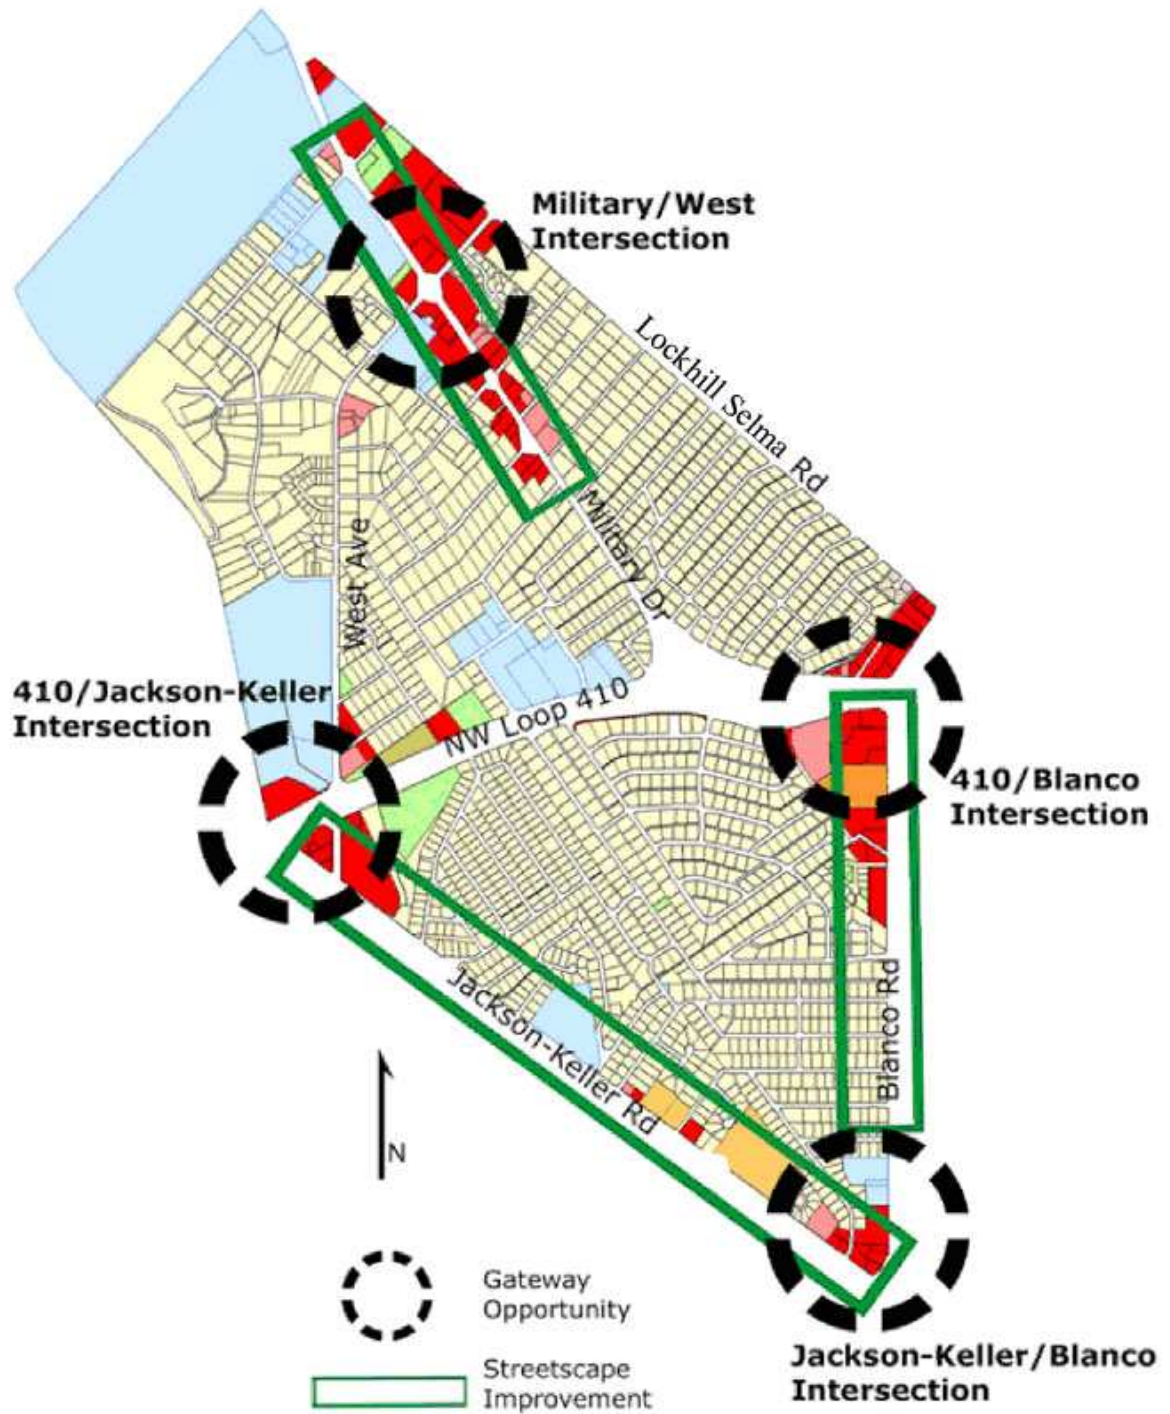 Military/West
Intersection
Lockhill Selma Rd
Military Dr
West Ave
410/Jackson-Keller
Intersection
NW Loop 410
410/Blanco
Intersection
Blanco Rd
Jackson-Keller Rd
N
Gateway
Opportunity
Streetscape
Improvement
Jackson-Keller/Blanco
Intersection